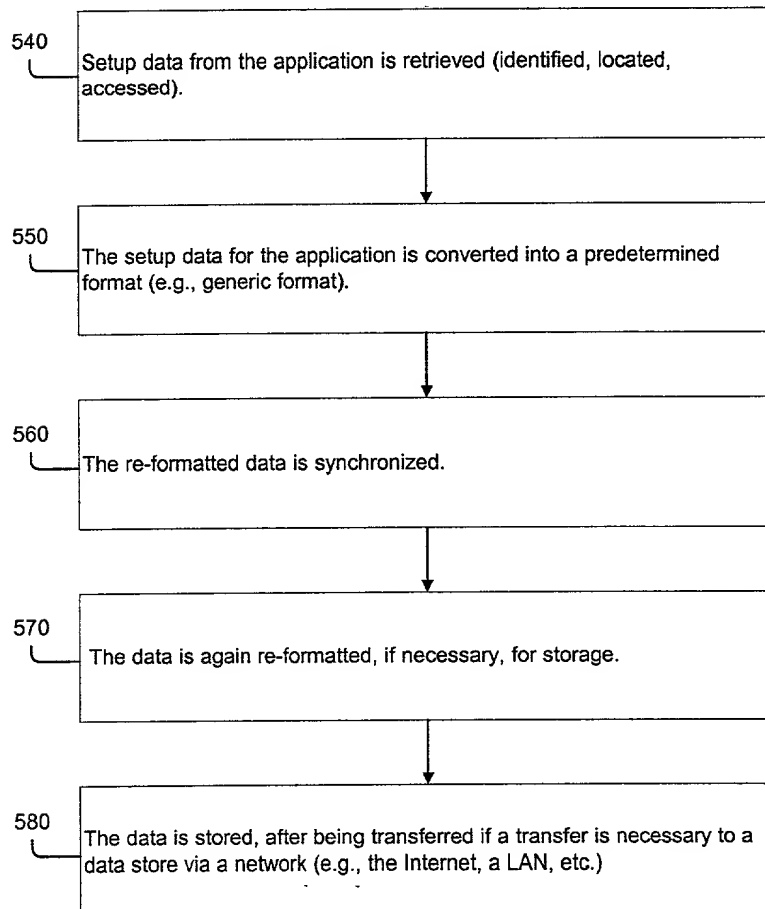 540
Setup data from the application is retrieved (identified, located,
accessed).
550
The setup data for the application is converted into a predetermined
format (e.g., generic format).
560
The re-formatted data is synchronized.
570
The data is again re-formatted, if necessary, for storage.
580
The data is stored, after being transferred if a transfer is necessary to a
data store via a network (e.g., the Internet, a LAN, etc.)